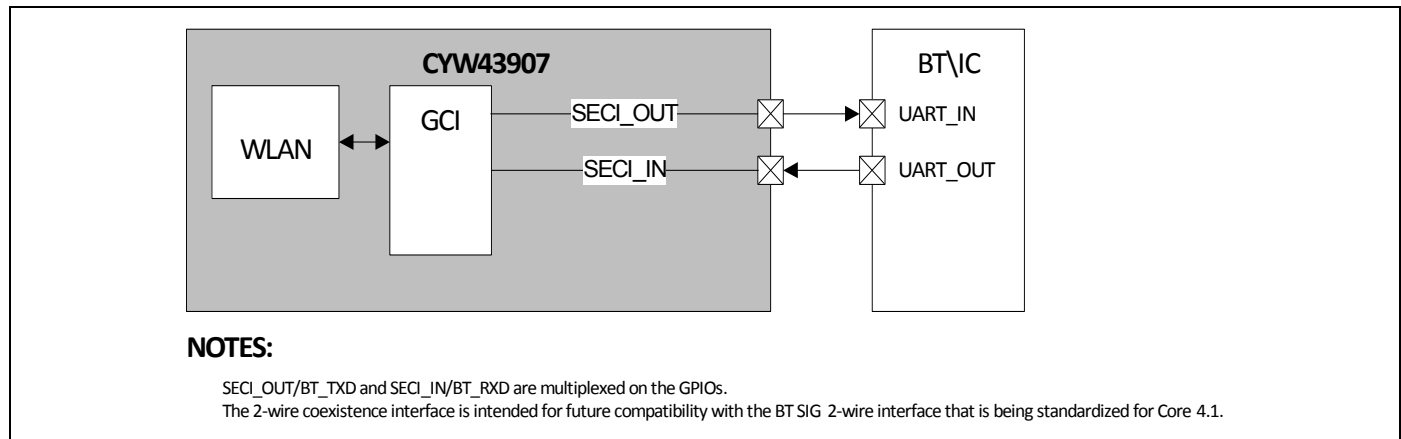 CYW43907
BT\IC
WLAN
GCI
SECI_OUT
UART_IN
SECI_IN
UART_OUT
NOTES:
SECI_OUT/BT_TXD and SECI_IN/BT_RXD are multiplexed on the GPIOs.
The 2-wire coexistence interface is intended for future compatibility with the BT SIG 2-wire interface that is being standardized for Core 4.1.